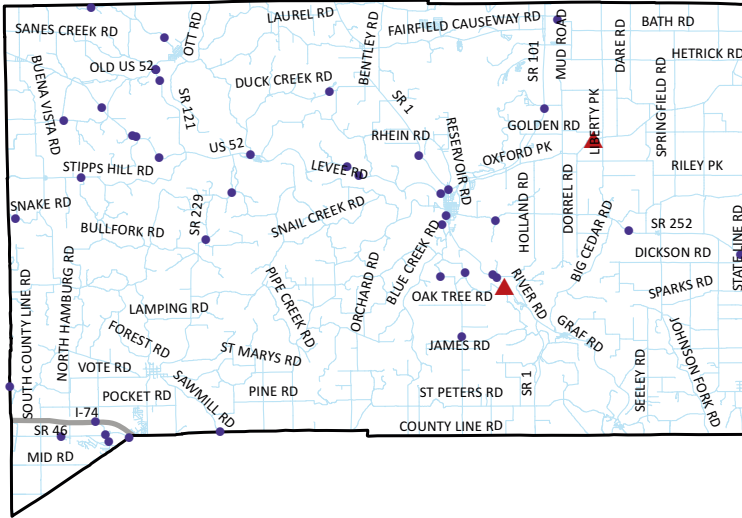 LAUREL RD
FAIRFIELD CAUSEWAY RD
BATH RD
SANES CREEK RD
OTT RD
BENTLEY RD
MUD ROAD
DARE RD
HETRICK RD
OLD US 52
DUCK CREEK RD
SR 101
BUENA VISTA RD
SR 121
SR 1
LIBERTY PK
SPRINGFIELD RD
GOLDEN RD
RHEIN RD
RESERVOIR RD
US 52
OXFORD PK
STIPPS HILL RD
LEVEE RD
RILEY PK
DORREL RD
HOLLAND RD
SNAKE RD
SR 229
SNAIL CREEK RD
BULLFORK RD
SR 252
STATE LINE RD
BIG CEDAR RD
DICKSON RD
BLUE CREEK RD
NORTH HAMBURG RD
PIPE CREEK RD
ORCHARD RD
SPARKS RD
OAK TREE RD
RIVER RD
SOUTH COUNTY LINE RD
LAMPING RD
GRAF RD
JOHNSON FORK RD
FOREST RD
ST MARYS RD
JAMES RD
VOTE RD
SEELEY RD
SAWMILL RD
POCKET RD
PINE RD
ST PETERS RD
SR 1
I-74
SR 46
COUNTY LINE RD
MID RD